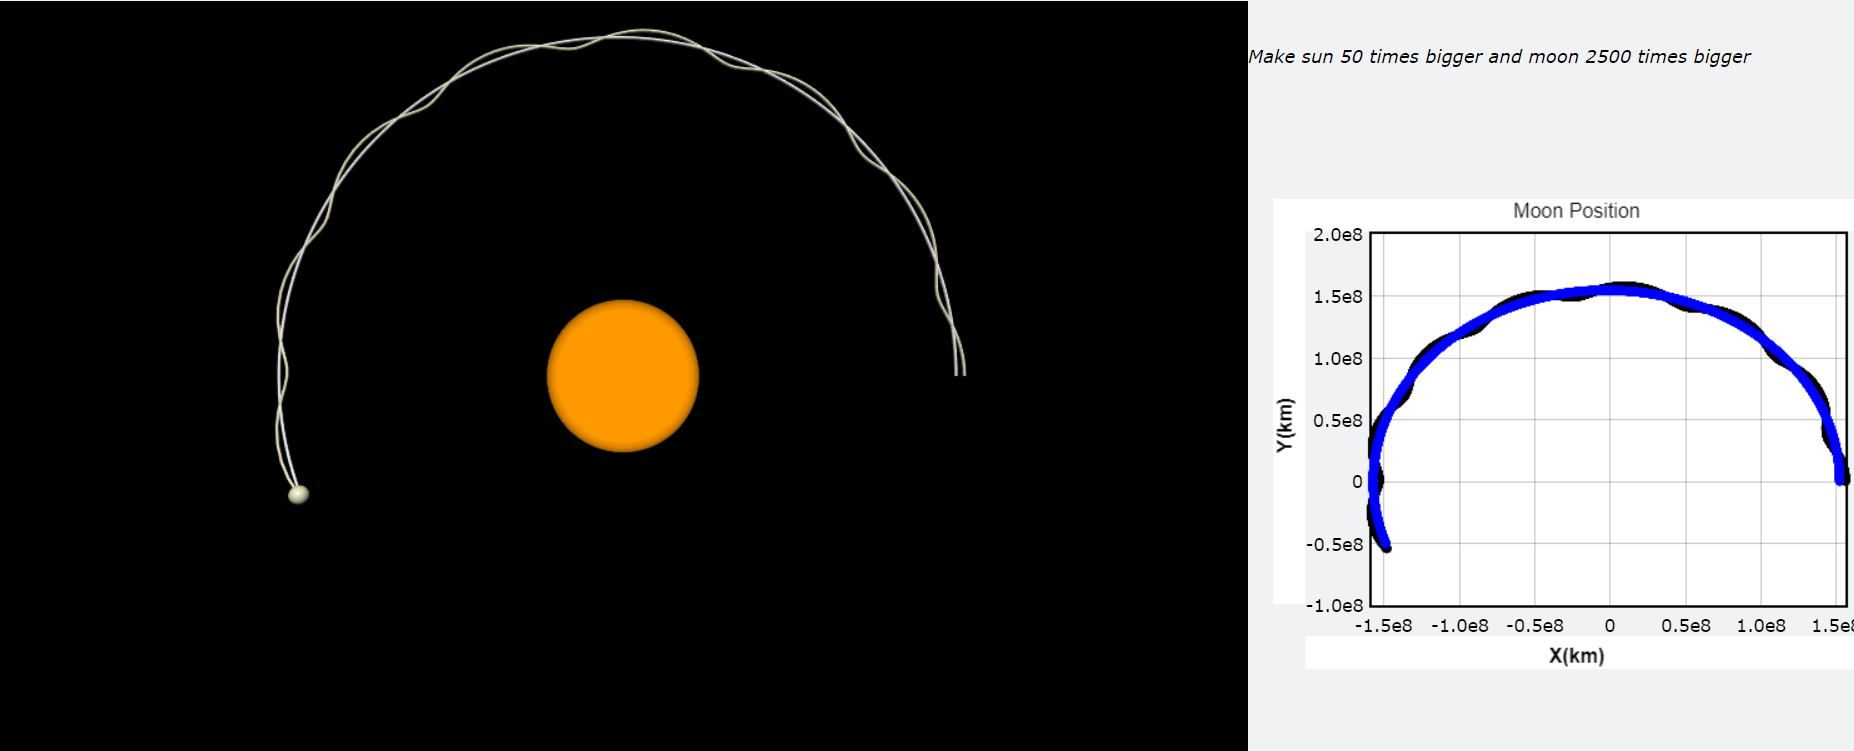 Make sun 50 times bigger and moon 2500 times bigger
Moon Position
2.0e8
1.5e8
1.0e8
0.5e8
0
-0.5e8
-1.0e8
Y(km)
-1.5e8 -1.0e8 -0.5e8 0 0.5e8 1.0e8 1.5e8
X(km)